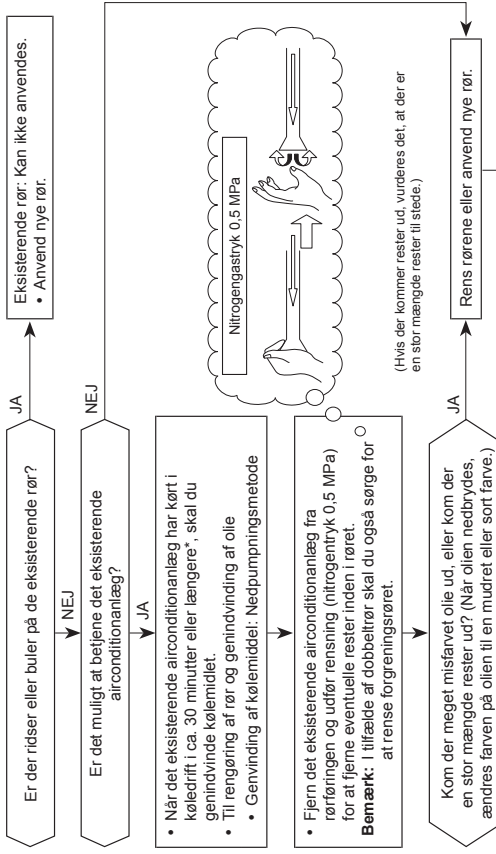 Er der ridser eller buler på de eksisterende rør?
JA
Eksisterende rør: Kan ikke anvendes.
• Anvend nye rør.
NEJ
Er det muligt at betjene det eksisterende
airconditionanlæg?
NEJ
JA
• Når det eksisterende airconditionanlæg har kørt i
køledrift i ca. 30 minutter eller længere*, skal du
genindvinde kølemidlet.
• Til rengøring af rør og genindvinding af olie
• Genvinding af kølemiddel: Nedpumpningsmetode
Nitrogengastryk 0,5 MPa
• Fjern det eksisterende airconditionanlæg fra
rørføringen og udfør rensning (nitrogentryk 0,5 MPa)
for at fjerne eventuelle rester inden i røret.
Bemærk: I tilfælde af dobbeltrør skal du også sørge for
at rense forgreningsrøret.
(Hvis der kommer rester ud, vurderes det, at der er
en stor mængde rester til stede.)
Kom der meget misfarvet olie ud, eller kom der
en stor mængde rester ud? (Når olien nedbrydes,
ændres farven på olien til en mudret eller sort farve.)
JA
Rens rørene eller anvend nye rør.